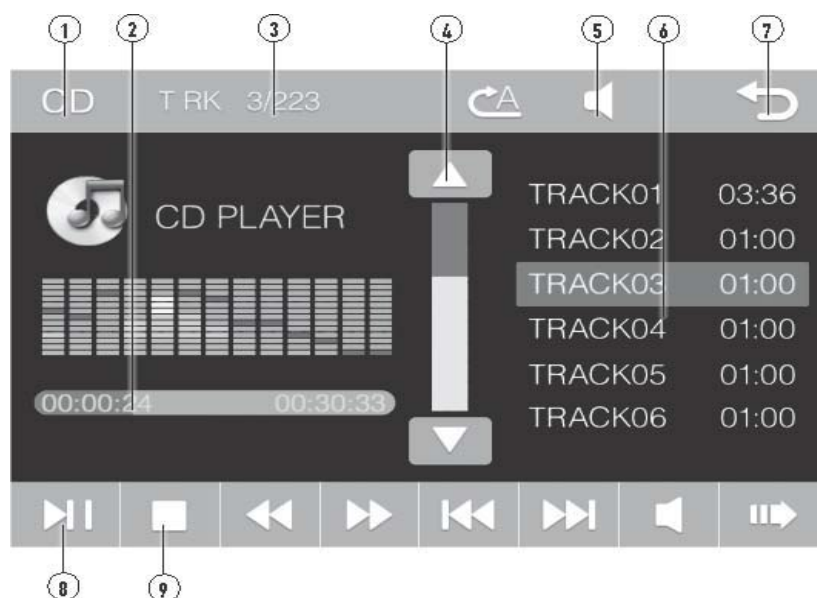 1 2 3 4 5 6 7
CD TRK 3/223 A
CD PLAYER
TRACK01 03:36
TRACK02 01:00
TRACK03 01:00
TRACK04 01:00
TRACK05 01:00
TRACK06 01:00
00:00:24 00:30:33
8 9